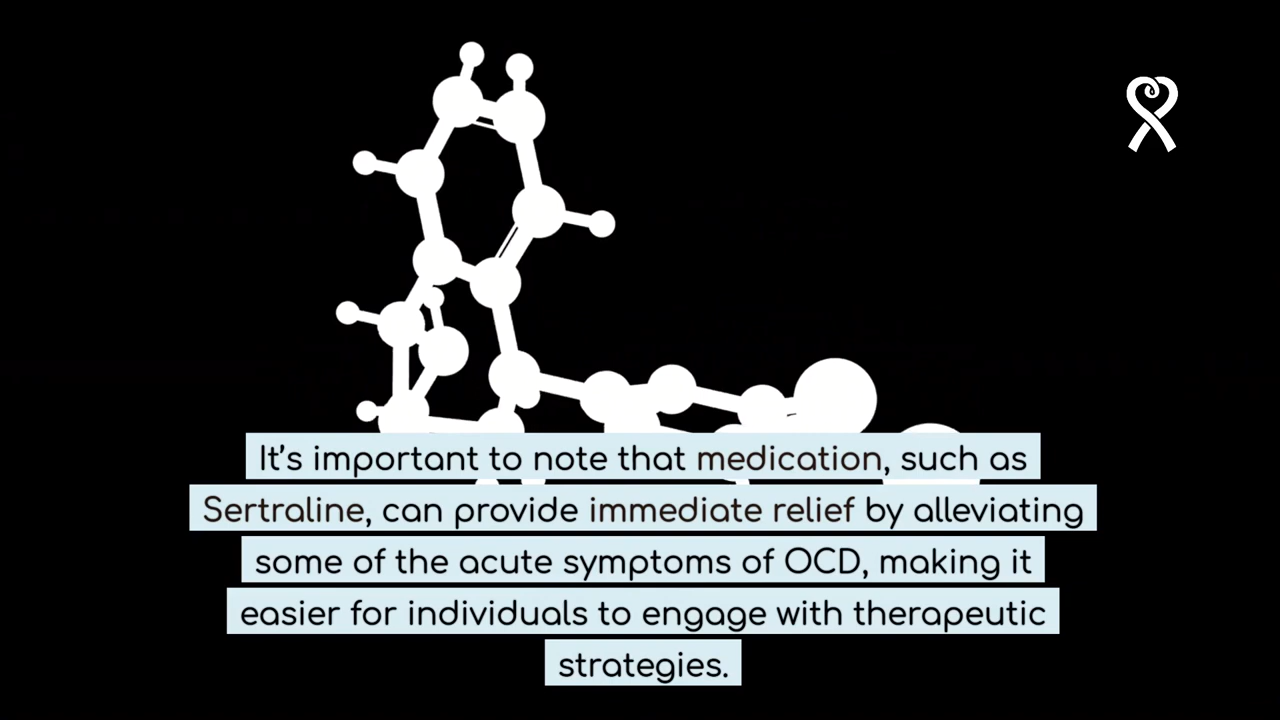 It’s important to note that medication, such as
Sertraline, can provide immediate relief by alleviating
some of the acute symptoms of OCD, making it
easier for individuals to engage with therapeutic
strategies.